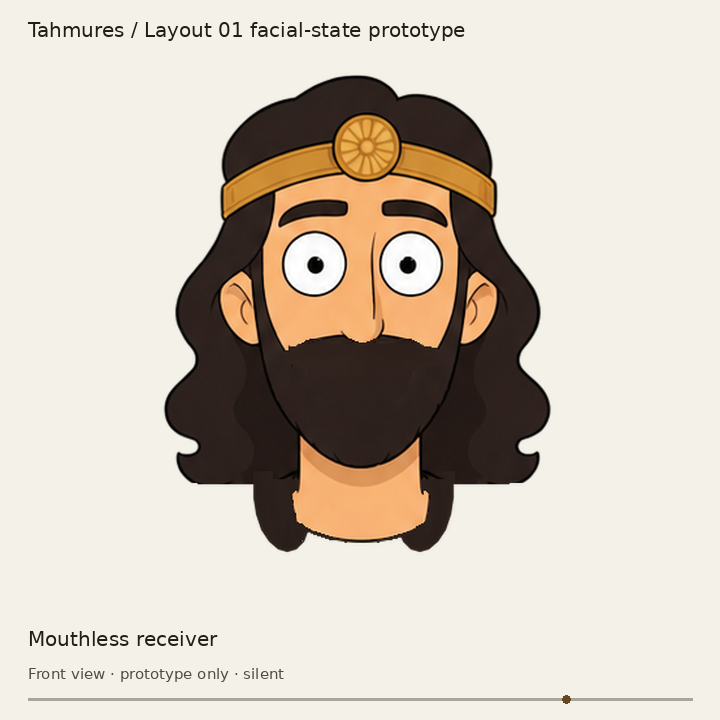 Tahmures / Layout 01 facial-state prototype
Mouthless receiver
Front view · prototype only · silent